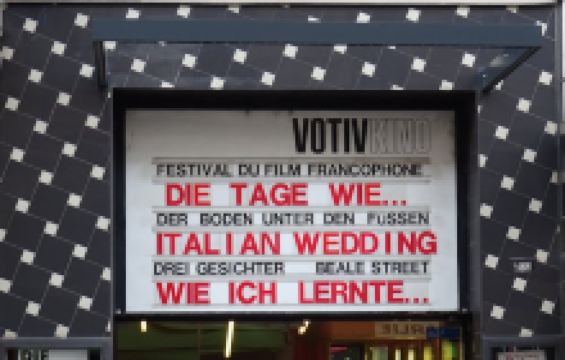 VOTIVKINO
FESTIVAL DU FILM FRANCOPHONE
DIE TAGE WIE...
DER BODEN UNTER DEN FUSSEN
ITALIAN WEDDING
DREI GESICHTER BEALE STREET
WIE ICH LERNTE...